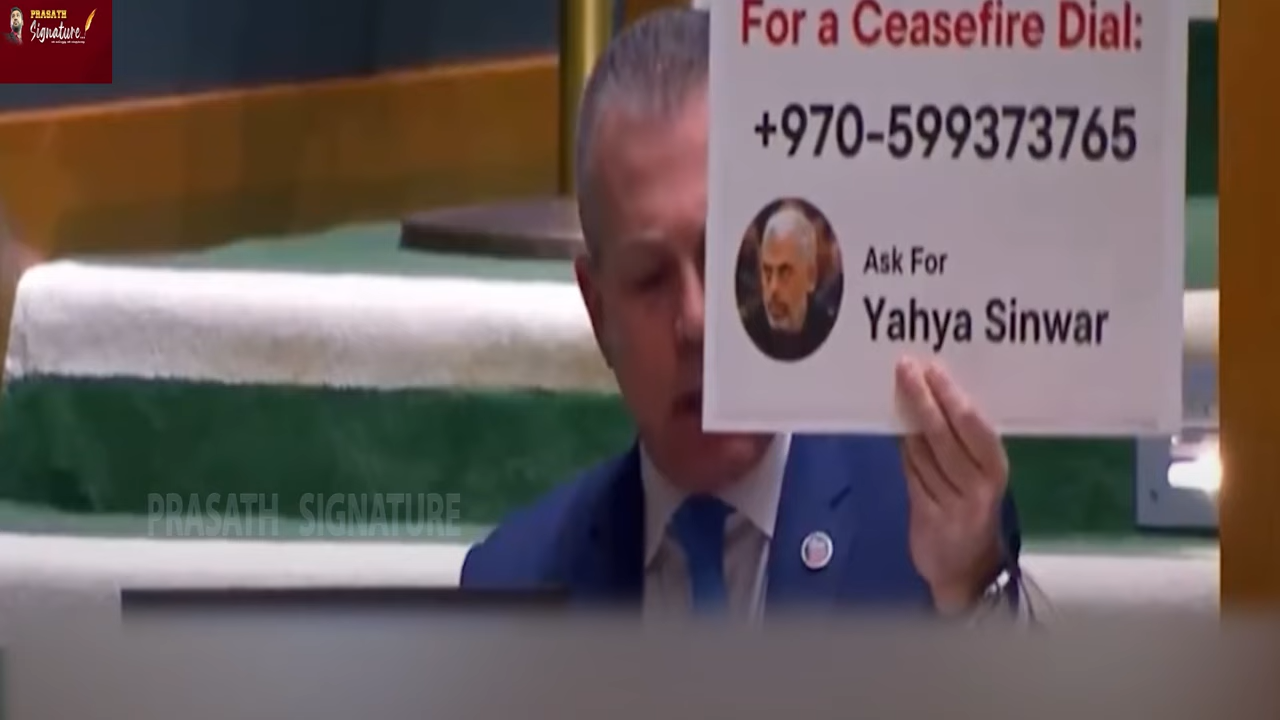 PRASATH
Signature..!
For a Ceasefire Dial:
+970-599373765
Ask For
Yahya Sinwar
PRASATH SIGNATURE